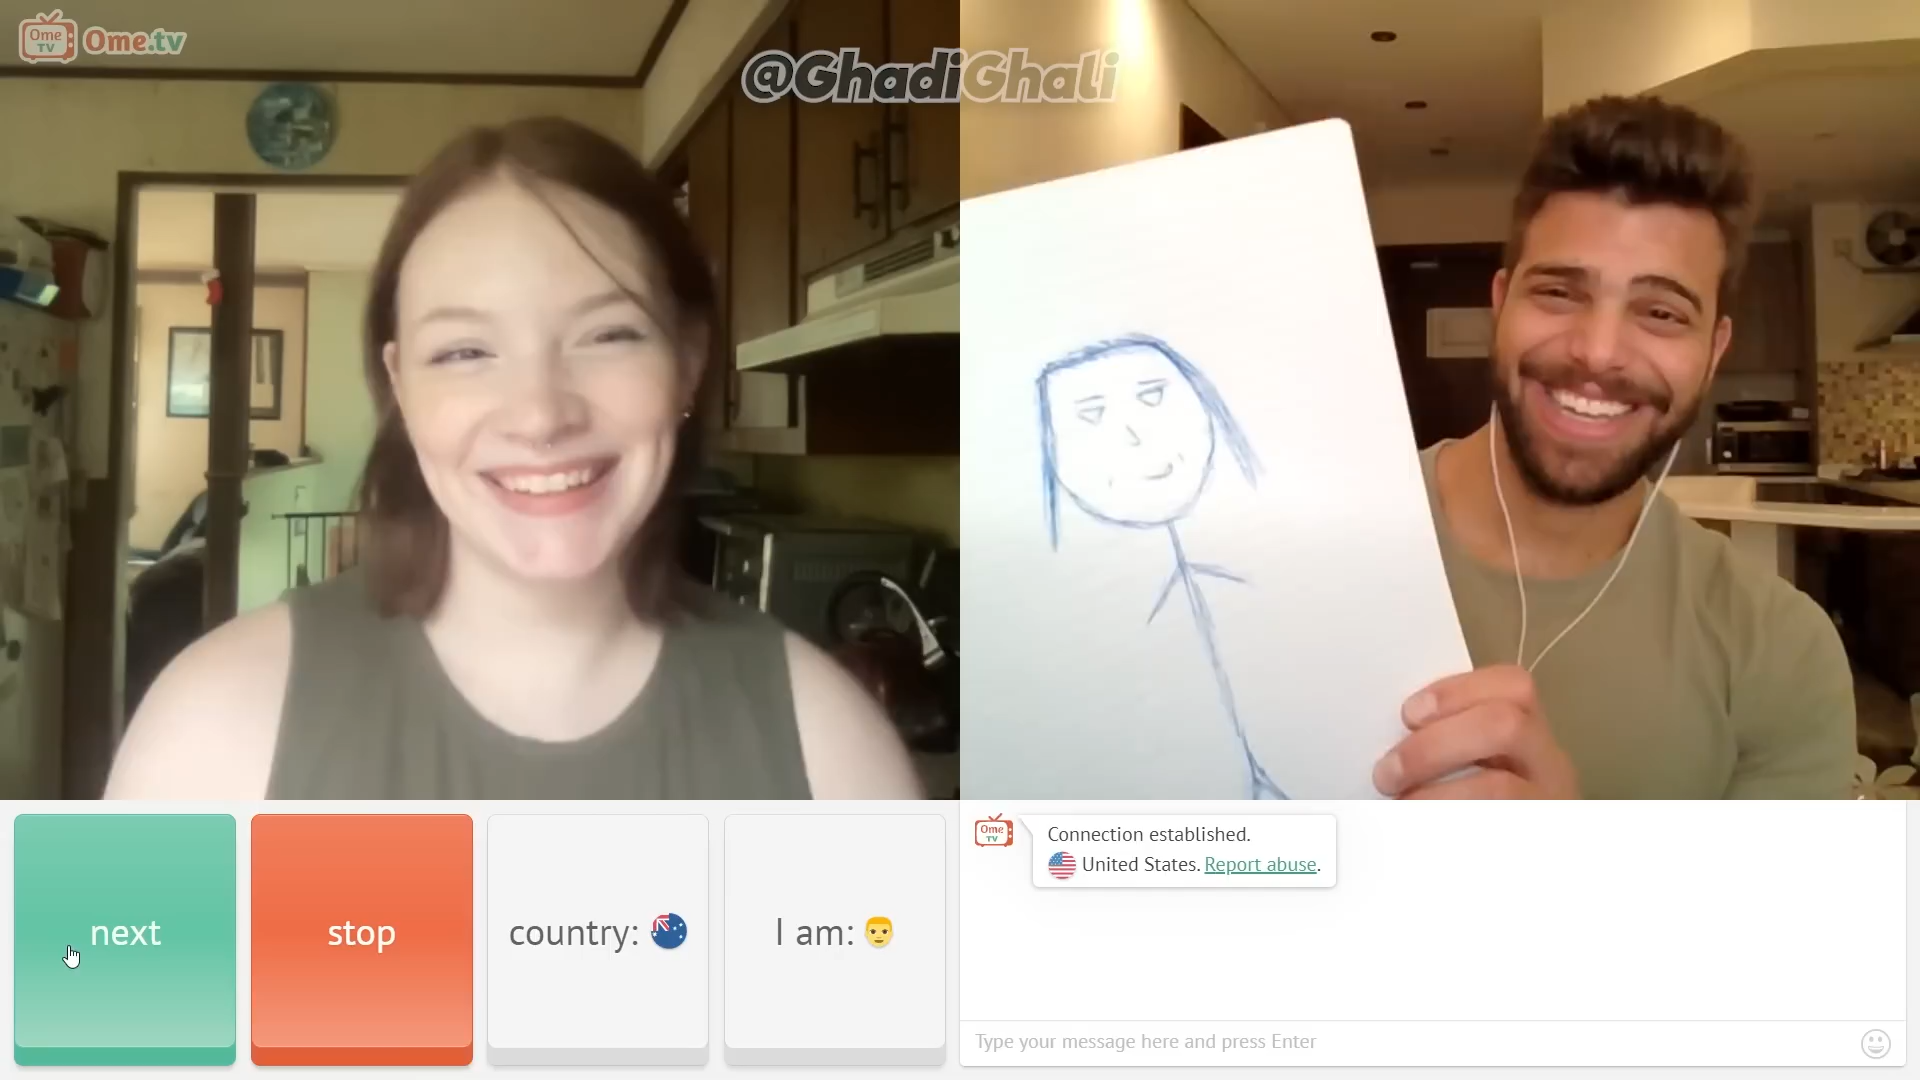 Ome
TV
Ome.tv
@GhadiGhali
next
stop
country:
I am:
Ome
TV
Connection established.
United States. Report abuse.
Type your message here and press Enter